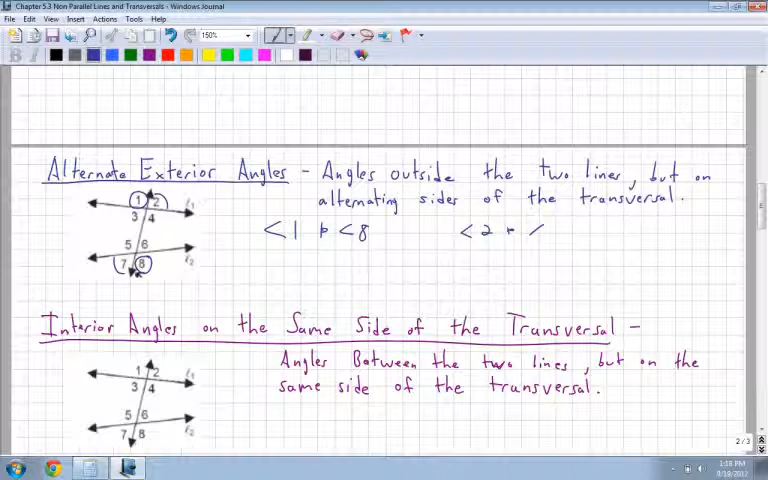 Chapter 5.3 Non Parallel Lines and Transversals - Windows Journal
File Edit View Insert Actions Tools Help
150%
B I
Alternate Exterior Angles - Angles outside the two lines, but on
alternating sides of the transversal.
1 2
ℓ1
3 4
5 6
7 8
ℓ2
<1 & <8 <2 &
Interior Angles on the Same Side of the Transversal -
Angles Between the two lines, but on the
same side of the transversal.
1 2
ℓ1
3 4
5 6
7 8
ℓ2
2 / 3
1:18 PM
9/19/2012